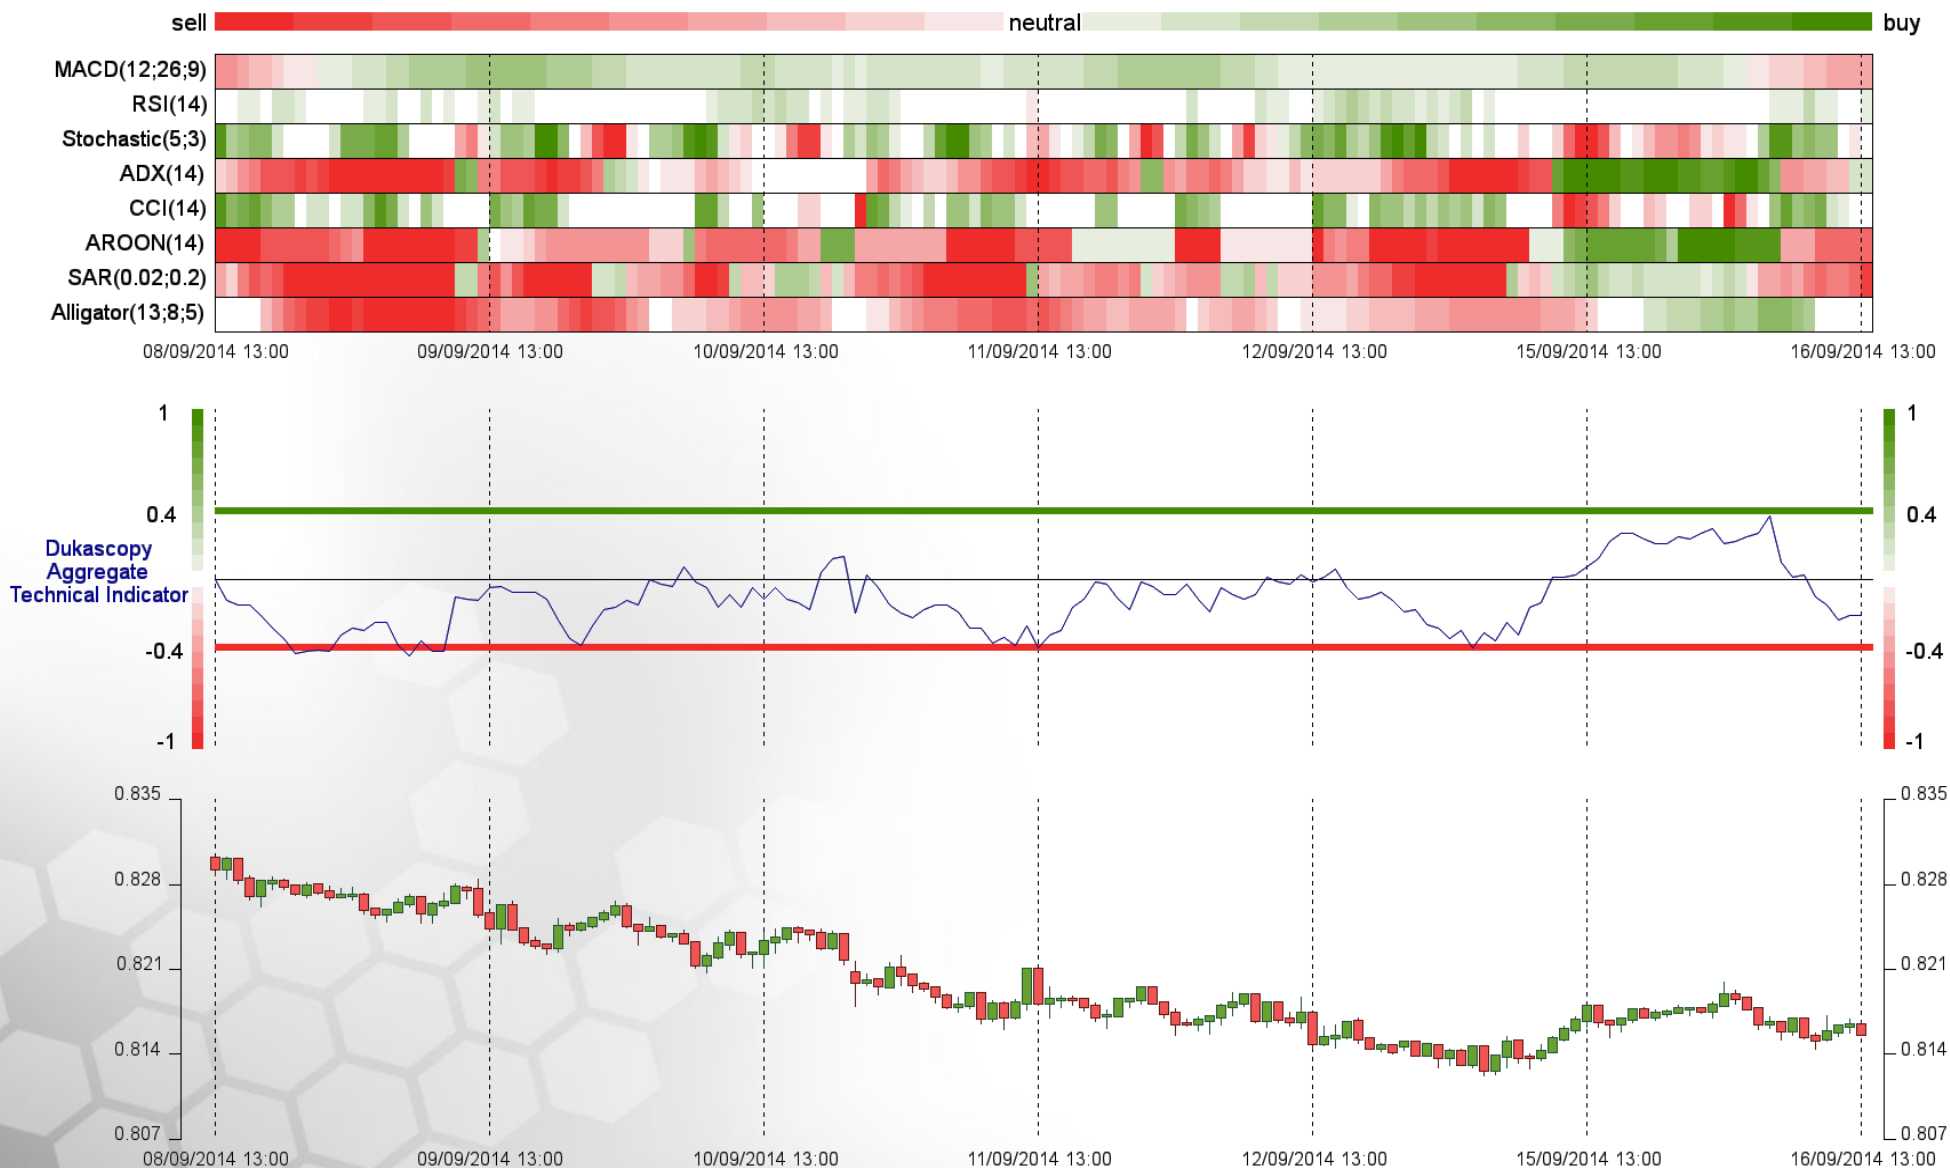 sell neutral buy
MACD(12;26;9)
RSI(14)
Stochastic(5;3)
ADX(14)
CCI(14)
AROON(14)
SAR(0.02;0.2)
Alligator(13;8;5)
08/09/2014 13:00 09/09/2014 13:00 10/09/2014 13:00 11/09/2014 13:00 12/09/2014 13:00 15/09/2014 13:00 16/09/2014 13:00
1 1
0.4 0.4
Dukascopy
Aggregate
Technical Indicator
-0.4 -0.4
-1 -1
0.835 0.835
0.828 0.828
0.821 0.821
0.814 0.814
0.807 0.807
08/09/2014 13:00 09/09/2014 13:00 10/09/2014 13:00 11/09/2014 13:00 12/09/2014 13:00 15/09/2014 13:00 16/09/2014 13:00